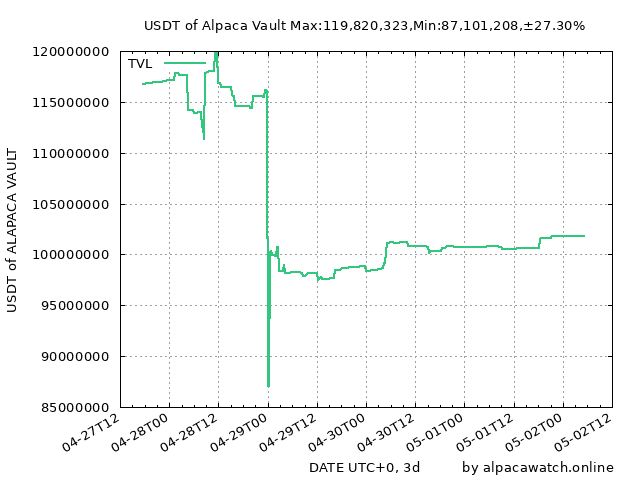 USDT of Alpaca Vault Max:119,820,323,Min:87,101,208,±27.30%
TVL
120000000
115000000
110000000
105000000
100000000
95000000
90000000
85000000
USDT of ALAPACA VAULT
04-27T12
04-28T00
04-28T12
04-29T00
04-29T12
04-30T00
04-30T12
05-01T00
05-01T12
05-02T00
05-02T12
DATE UTC+0, 3d
by alpacawatch.online